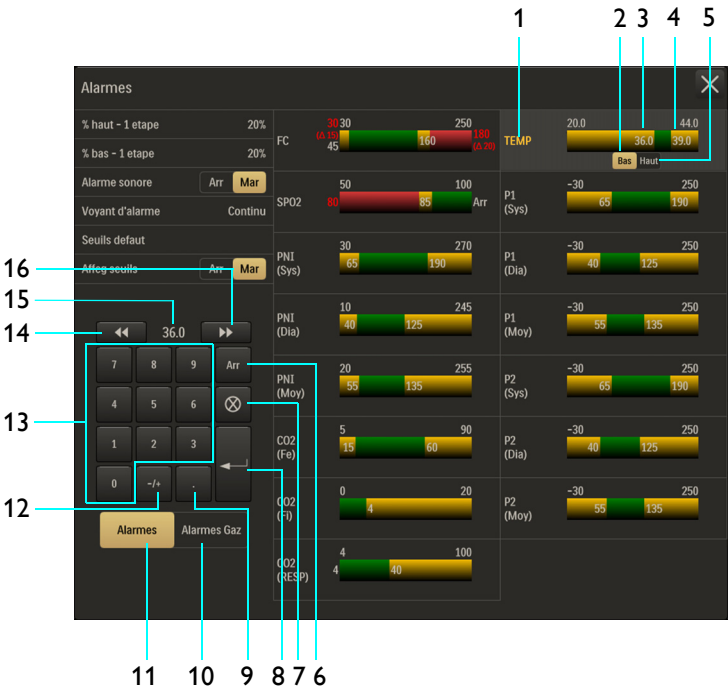 1 2 3 4 5
Alarmes
% haut - 1 etape 20%
% bas - 1 etape 20%
Alarme sonore Arr Mar
Voyant d'alarme Continu
Seuils defaut
Affeg seuils Arr Mar
16
15
14
36.0
7 8 9 Arr
4 5 6
1 2 3
0 -/+ .
13
12
Alarmes Alarmes Gaz
FC
30 30 250
(Δ 15) 45 160 180
(Δ 20)
SPO2
50 100
80 85 Arr
PNI
(Sys)
30 270
65 190
PNI
(Dia)
10 245
40 125
PNI
(Moy)
20 255
55 135
CO2
(Fe)
5 90
15 60
CO2
(Fi)
0 20
4
CO2
(RESP)
4 100
4 40
TEMP
20.0 44.0
36.0 39.0
Bas Haut
P1
(Sys)
-30 250
65 190
P1
(Dia)
-30 250
40 125
P1
(Moy)
-30 250
55 135
P2
(Sys)
-30 250
65 190
P2
(Dia)
-30 250
40 125
P2
(Moy)
-30 250
55 135
11 10 9 8 7 6